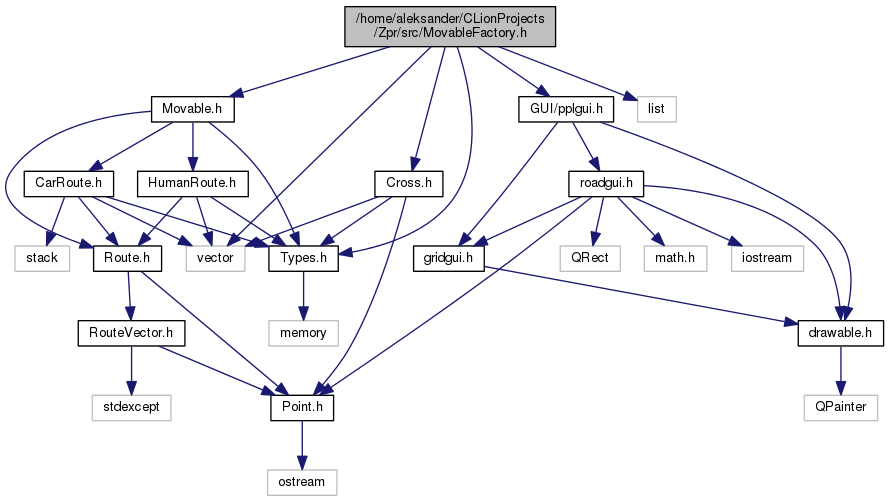 /home/aleksander/CLionProjects
/Zpr/src/MovableFactory.h
Movable.h
GUI/pplgui.h
list
CarRoute.h
HumanRoute.h
Cross.h
roadgui.h
stack
Route.h
vector
Types.h
gridgui.h
QRect
math.h
iostream
RouteVector.h
memory
drawable.h
stdexcept
Point.h
QPainter
ostream